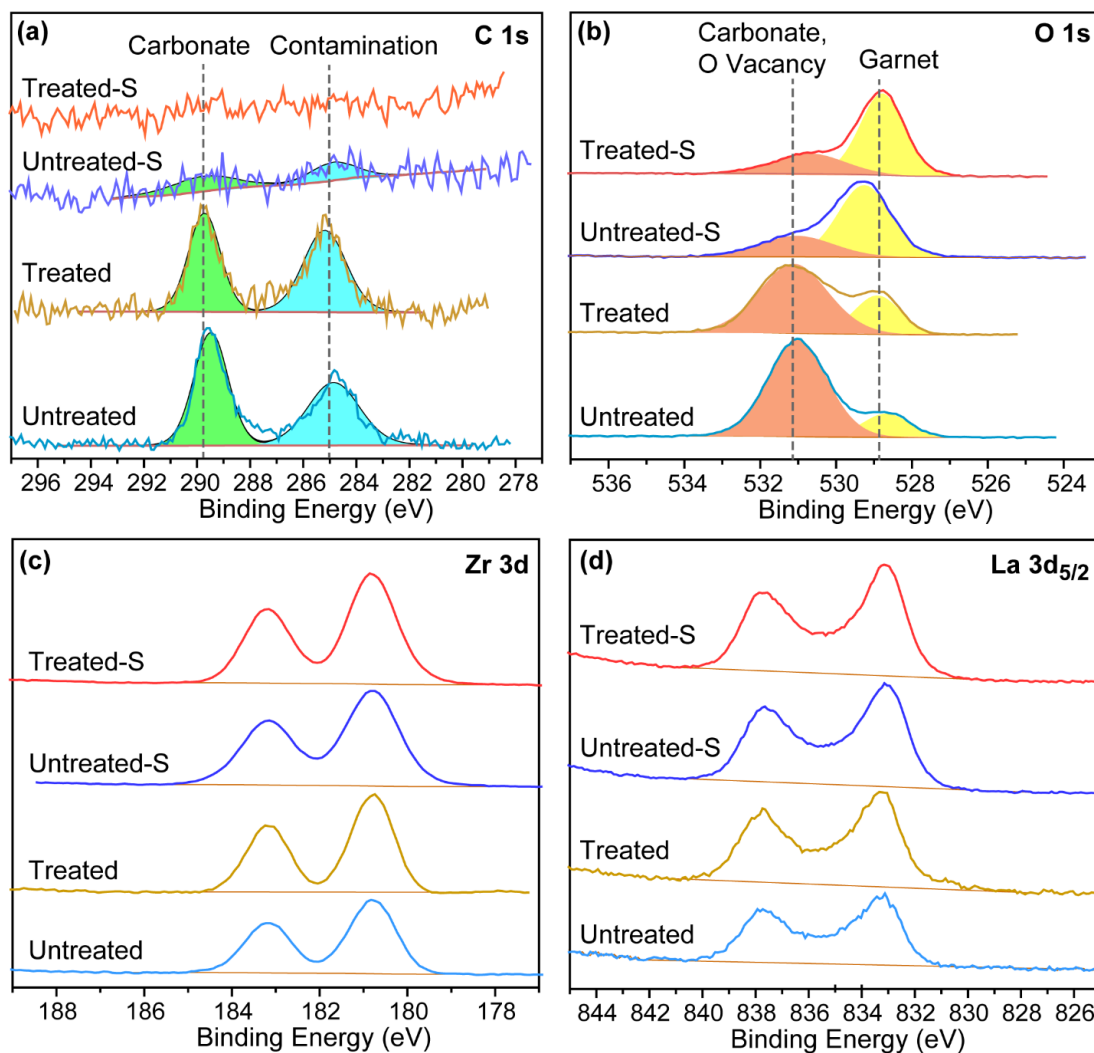 (a)
C 1s
Carbonate
Contamination
Treated-S
Untreated-S
Treated
Untreated
296 294 292 290 288 286 284 282 280 278
Binding Energy (eV)
(b)
O 1s
Carbonate,
O Vacancy
Garnet
Treated-S
Untreated-S
Treated
Untreated
536 534 532 530 528 526 524
Binding Energy (eV)
(c)
Zr 3d
Treated-S
Untreated-S
Treated
Untreated
188 186 184 182 180 178
Binding Energy (eV)
(d)
La 3d5/2
Treated-S
Untreated-S
Treated
Untreated
844 842 840 838 836 834 832 830 828 826
Binding Energy (eV)